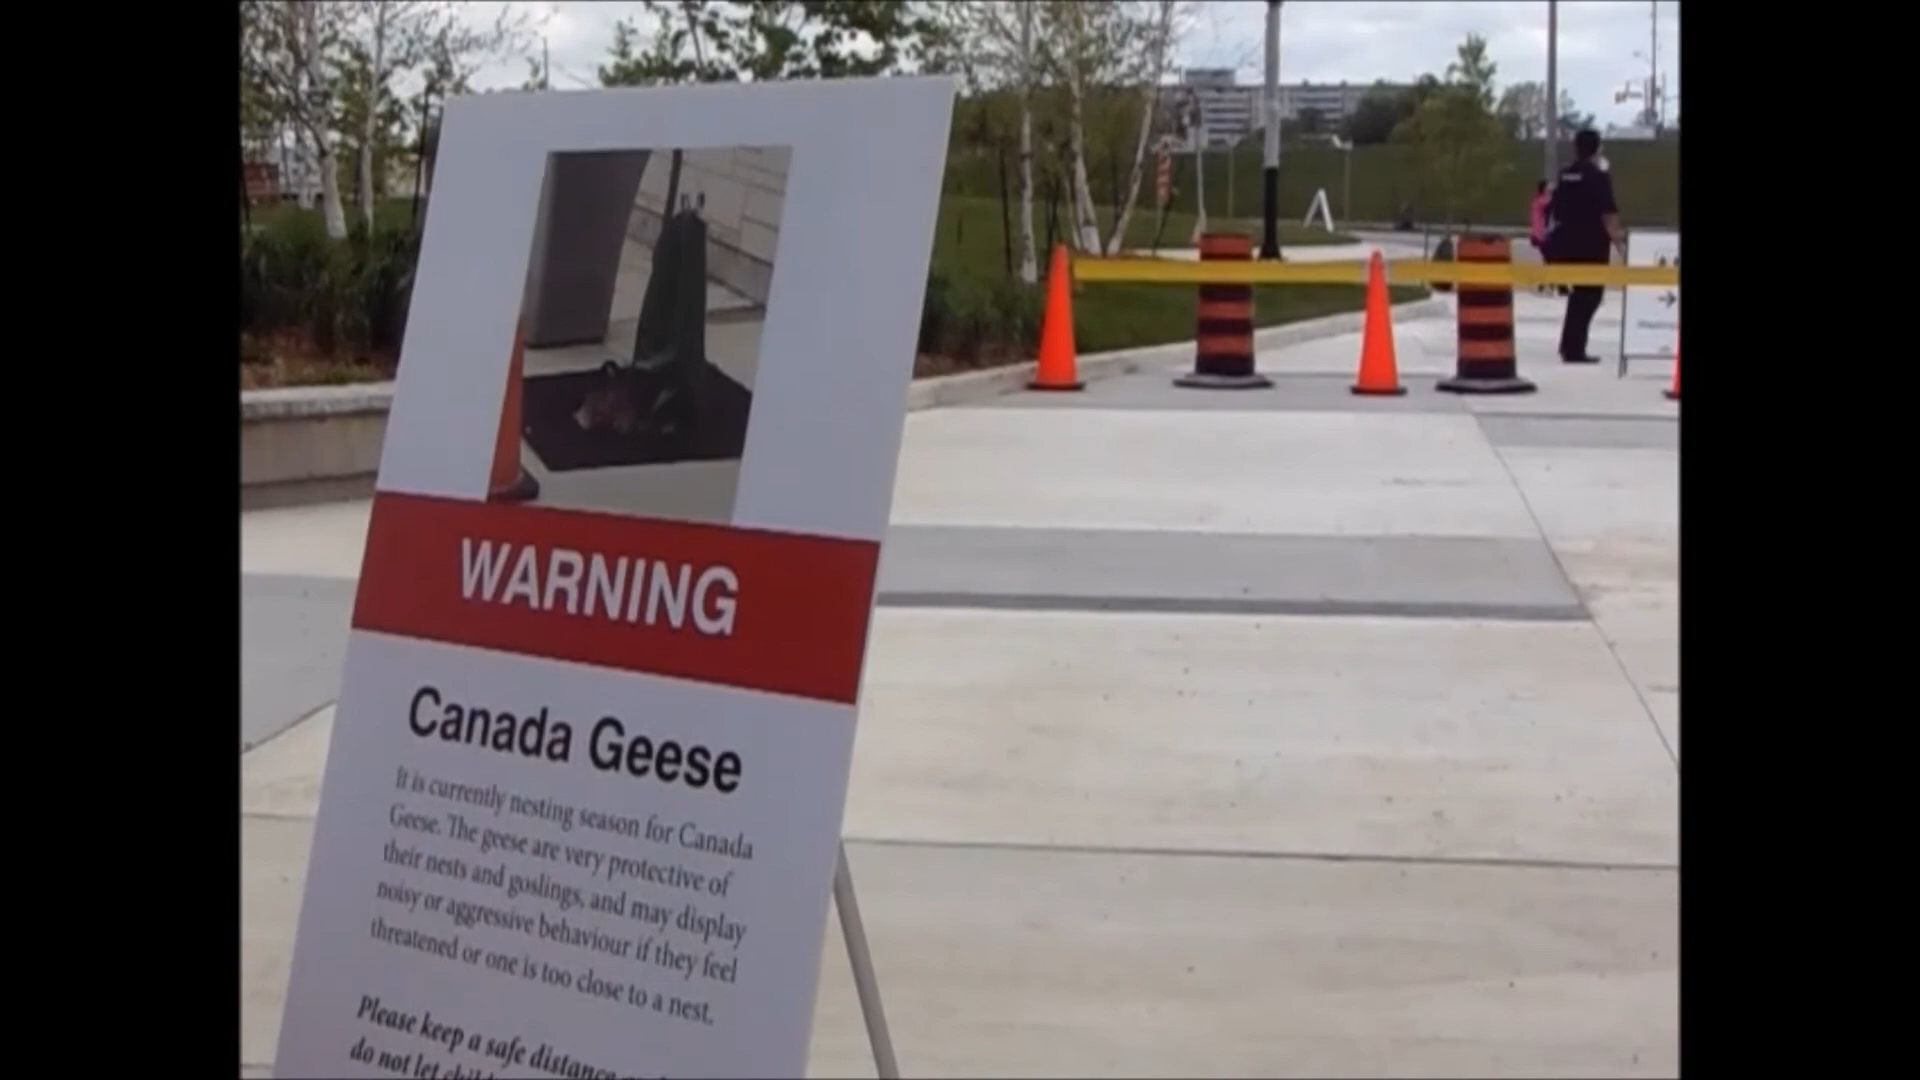 WARNING
Canada Geese
It is currently nesting season for Canada
Geese. The geese are very protective of
their nests and goslings, and may display
noisy or aggressive behaviour if they feel
threatened or one is too close to a nest.
Please keep a safe distance
do not let